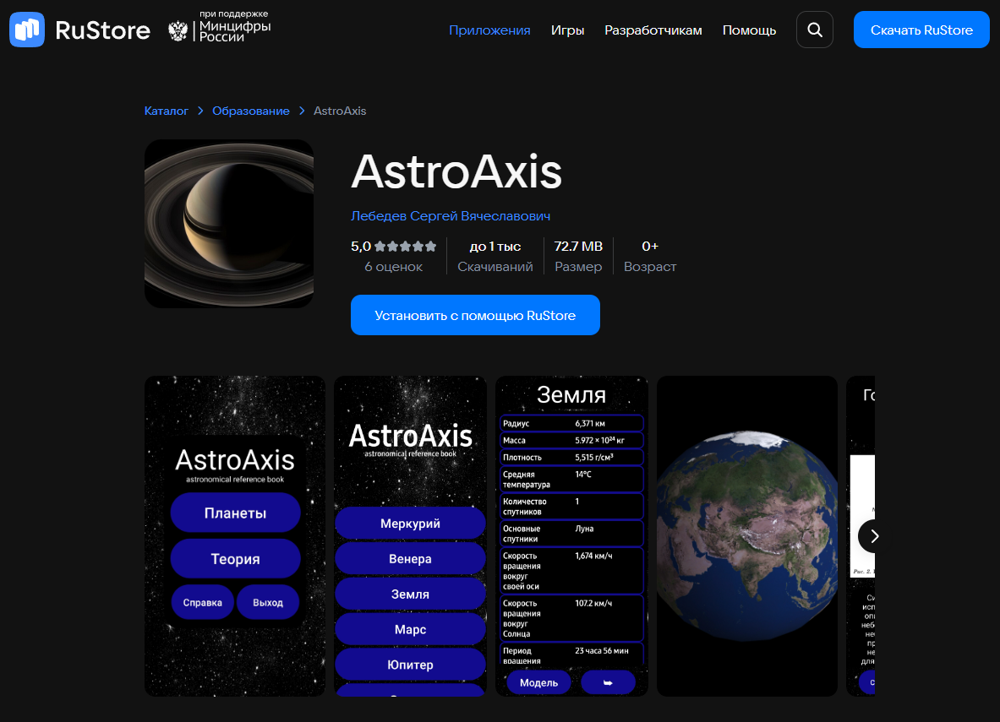 RuStore
при поддержке
Минцифры
России
Приложения
Игры
Разработчикам
Помощь
Скачать RuStore
Каталог
Образование
AstroAxis
AstroAxis
Лебедев Сергей Вячеславович
5,0
6 оценок
до 1 тыс
Скачиваний
72.7 MB
Размер
0+
Возраст
Установить с помощью RuStore
AstroAxis
astronomical reference book
Планеты
Теория
Справка
Выход
AstroAxis
astronomical reference book
Меркурий
Венера
Земля
Марс
Юпитер
Земля
Радиус 6,371 км
Масса 5.972 × 10²⁴ кг
Плотность 5,515 г/см³
Средняя температура 14°C
Количество спутников 1
Основные спутники Луна
Скорость вращения вокруг своей оси 1,674 км/ч
Скорость вращения вокруг Солнца 107.2 км/ч
Период вращения 23 часа 56 мин
Модель
Рис. 2.